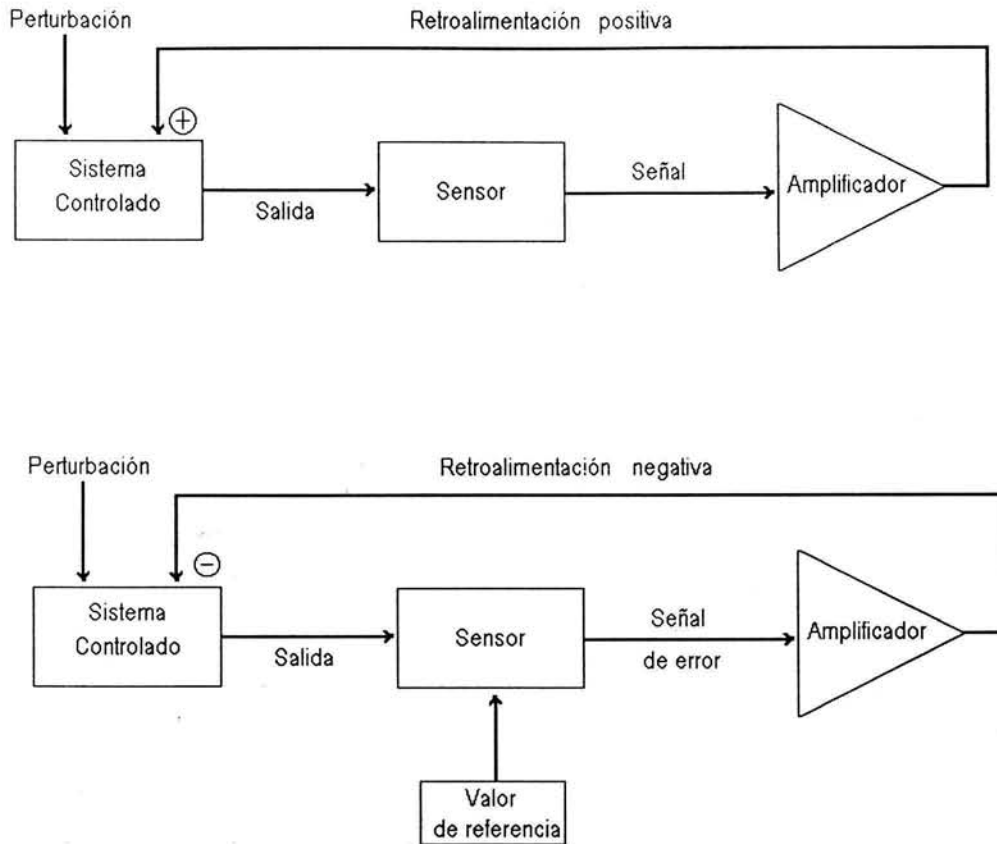 Perturbación
Retroalimentación positiva
+
Sistema
Controlado
Salida
Sensor
Señal
Amplificador
Perturbación
Retroalimentación negativa
−
Sistema
Controlado
Salida
Sensor
Señal
de error
Amplificador
Valor
de referencia